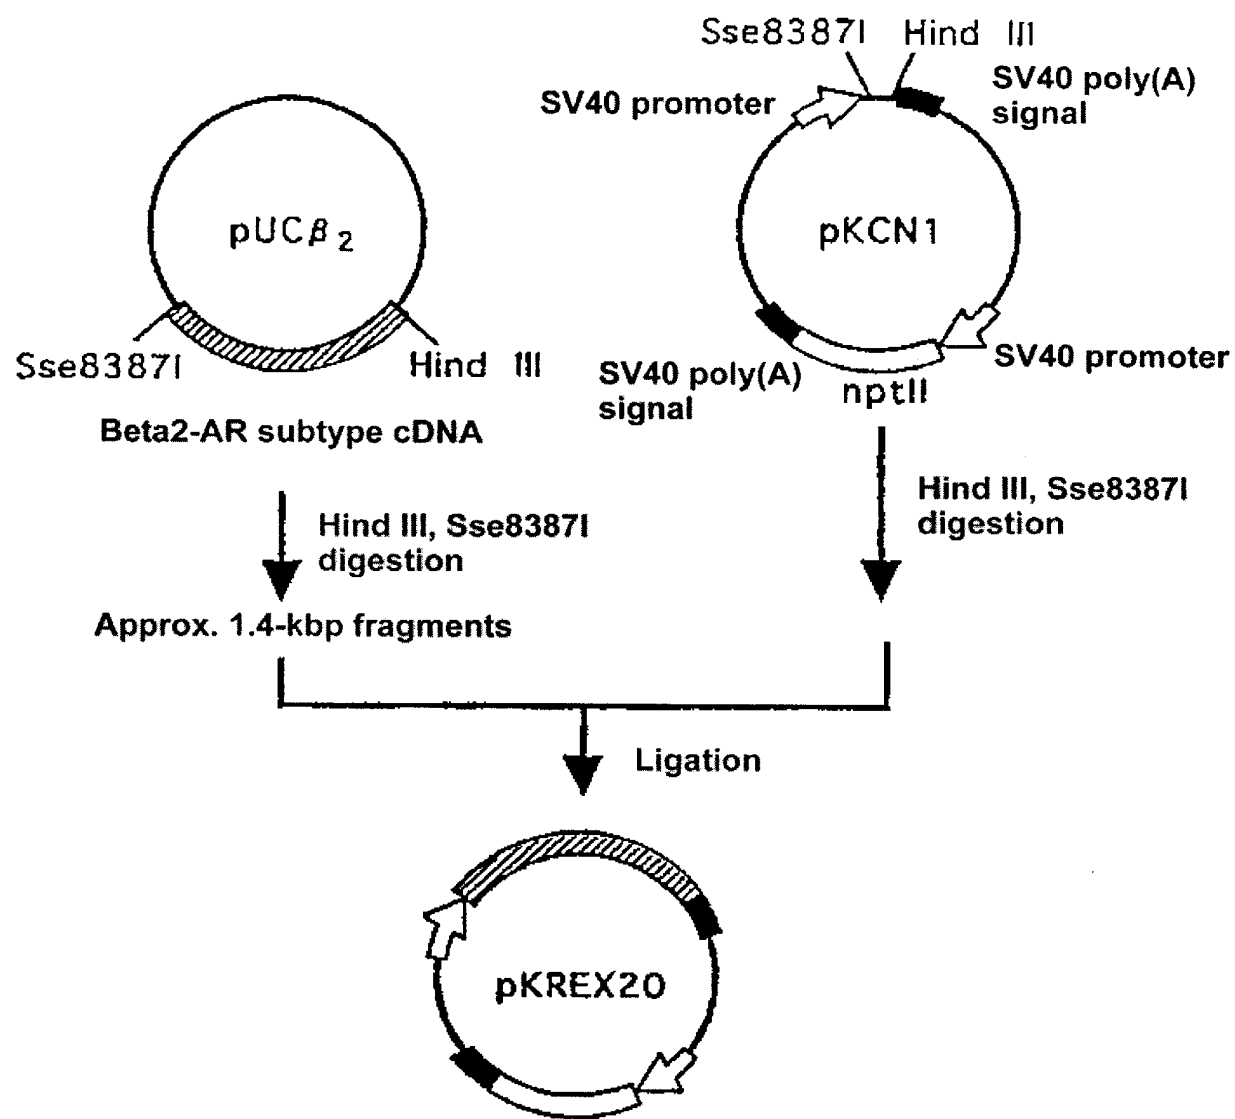 Sse8387I Hind III
SV40 promoter
SV40 poly(A)
signal
pUCβ2
pKCN1
Sse8387I
Hind III
SV40 poly(A)
signal
SV40 promoter
nptII
Beta2-AR subtype cDNA
Hind III, Sse8387I
digestion
Hind III, Sse8387I
digestion
Approx. 1.4-kbp fragments
Ligation
pKREX20